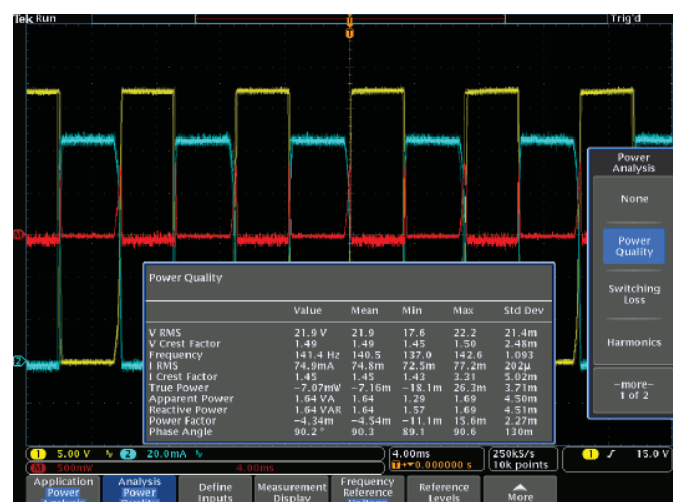 Tek Run
Trig'd
T
T
M
2
Power Analysis
None
Power Quality
Switching Loss
Harmonics
–more–
1 of 2
Power Quality
Value Mean Min Max Std Dev
V RMS 21.9 V 21.9 17.6 22.2 21.4m
V Crest Factor 1.49 1.49 1.45 1.50 2.48m
Frequency 141.4 Hz 140.5 137.0 142.6 1.093
I RMS 74.9mA 74.8m 72.5m 77.2m 202µ
I Crest Factor 1.45 1.45 1.43 3.31 5.02m
True Power −7.07mW −7.16m −18.1m 26.3m 3.71m
Apparent Power 1.64 VA 1.64 1.29 1.69 4.50m
Reactive Power 1.64 VAR 1.64 1.57 1.69 4.51m
Power Factor −4.34m −4.54m −11.1m 15.6m 2.27m
Phase Angle 90.2 ° 90.3 89.1 90.6 130m
1 5.00 V 2 20.0mA 4.00ms 250kS/s 1 15.0 V
M 500mW 4.00ms T 0.00000 s 10k points
Application Power Analysis
Analysis Power Quality
Define Inputs
Measurement Display
Frequency Reference Voltage
Reference Levels
More